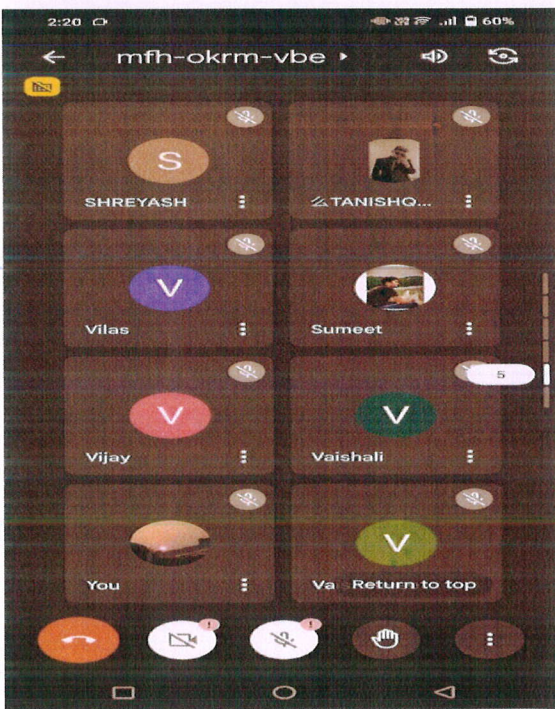 2:20 60%
mfh-okrm-vbe
S
SHREYASH
TANISHQ...
V
Vilas
Sumeet
5
V
Vijay
V
Vaishali
You
V
Va Return to top